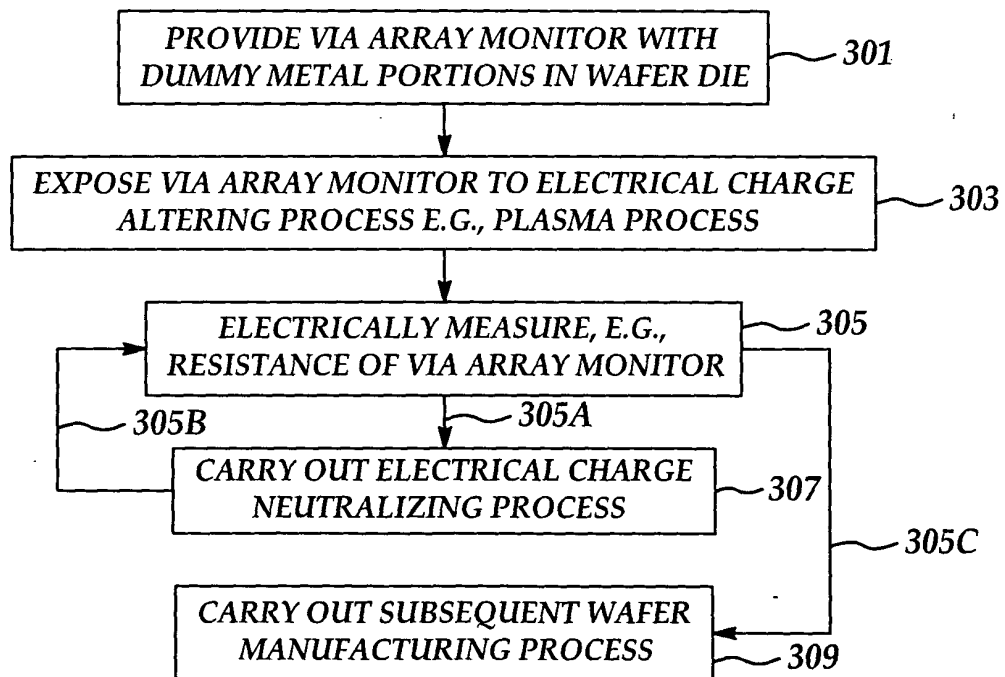 PROVIDE VIA ARRAY MONITOR WITH
DUMMY METAL PORTIONS IN WAFER DIE
301
EXPOSE VIA ARRAY MONITOR TO ELECTRICAL CHARGE
ALTERING PROCESS E.G., PLASMA PROCESS
303
ELECTRICALLY MEASURE, E.G.,
RESISTANCE OF VIA ARRAY MONITOR
305
305B
305A
CARRY OUT ELECTRICAL CHARGE
NEUTRALIZING PROCESS
307
305C
CARRY OUT SUBSEQUENT WAFER
MANUFACTURING PROCESS
309